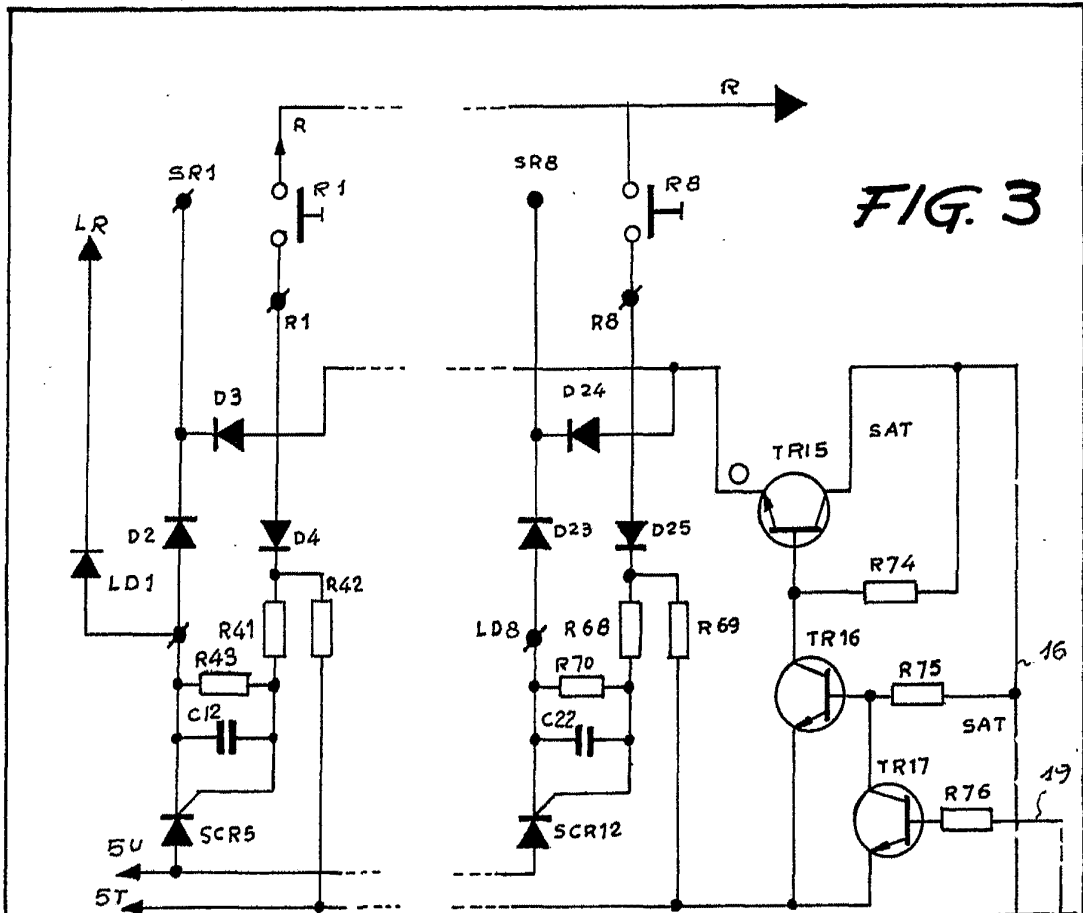 R
R
SR1
R1
SR8
R8
FIG. 3
LR
R1
R8
D3
D24
SAT
TR15
D2
D4
D23
D25
LD1
R42
R74
R41
LD8
R68
R69
TR16
R43
R70
R75
16
C12
C22
SAT
TR17
R76
19
SCR5
SCR12
5U
5T